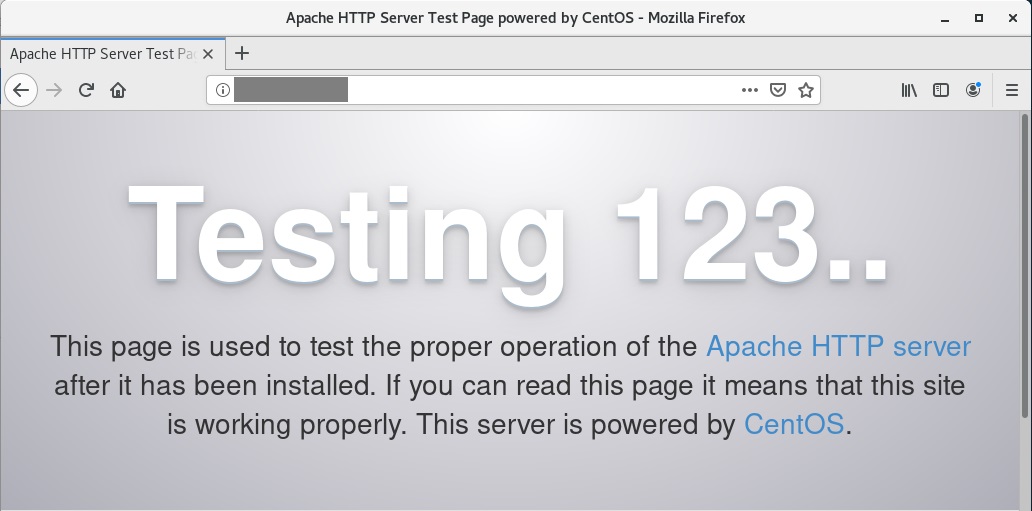 Apache HTTP Server Test Page powered by CentOS - Mozilla Firefox
Apache HTTP Server Test Pa
Testing 123..
This page is used to test the proper operation of the Apache HTTP server
after it has been installed. If you can read this page it means that this site
is working properly. This server is powered by CentOS.